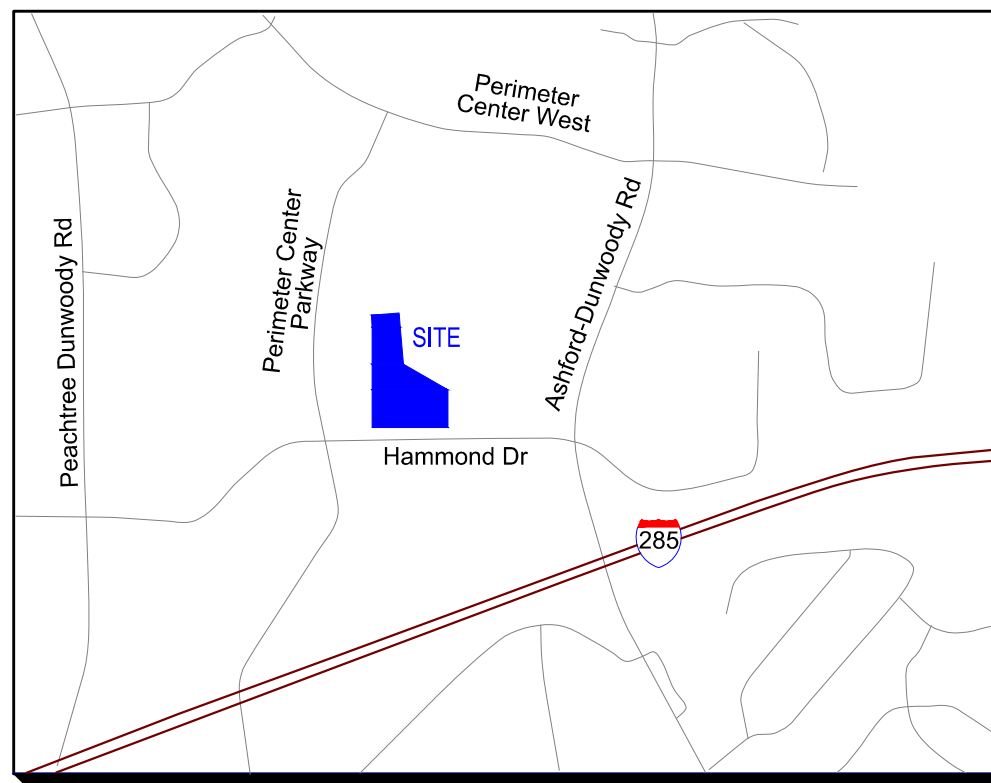 Perimeter
Center West
Peachtree Dunwoody Rd
Perimeter Center
Parkway
Ashford-Dunwoody Rd
SITE
Hammond Dr
285